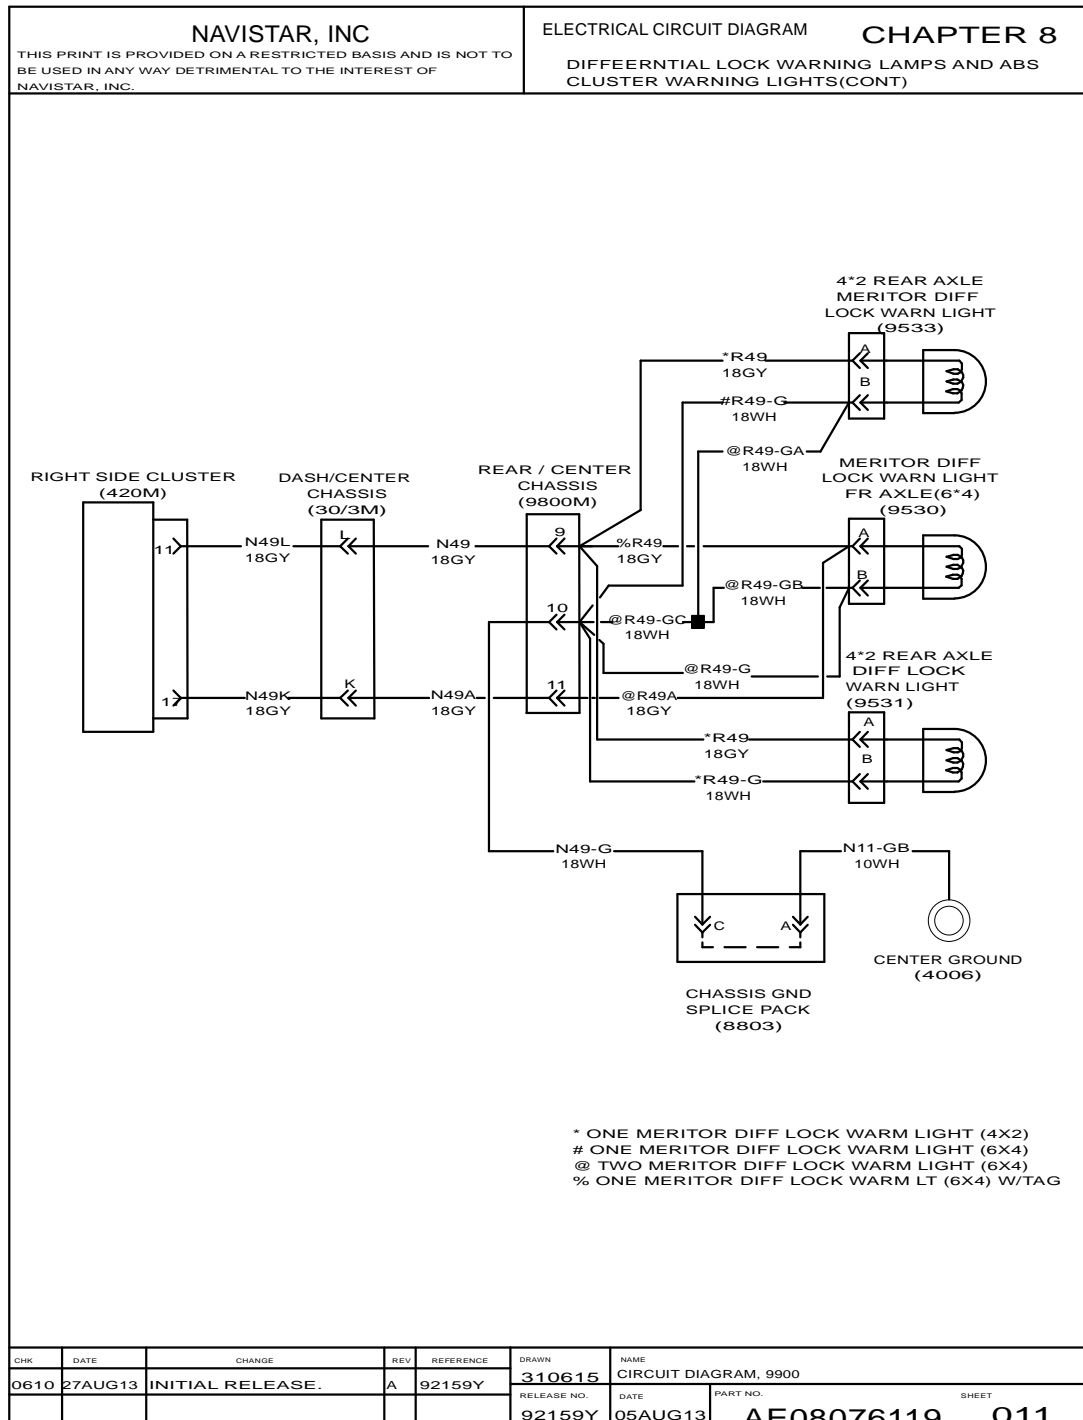 NAVISTAR, INC
THIS PRINT IS PROVIDED ON A RESTRICTED BASIS AND IS NOT TO
BE USED IN ANY WAY DETRIMENTAL TO THE INTEREST OF
NAVISTAR, INC.
ELECTRICAL CIRCUIT DIAGRAM
CHAPTER 8
DIFFEERNTIAL LOCK WARNING LAMPS AND ABS
CLUSTER WARNING LIGHTS(CONT)
4*2 REAR AXLE
MERITOR DIFF
LOCK WARN LIGHT
(9533)
*R49
18GY
A
B
#R49-G
18WH
@R49-GA
18WH
RIGHT SIDE CLUSTER
(420M)
DASH/CENTER
CHASSIS
(30/3M)
REAR / CENTER
CHASSIS
(9800M)
MERITOR DIFF
LOCK WARN LIGHT
FR AXLE(6*4)
(9530)
11
N49L
18GY
L
N49
18GY
9
%R49
18GY
A
B
@R49-GB
18WH
10
@R49-GC
18WH
@R49-G
18WH
4*2 REAR AXLE
DIFF LOCK
WARN LIGHT
(9531)
12
N49K
18GY
K
N49A
18GY
11
@R49A
18GY
*R49
18GY
A
B
*R49-G
18WH
N49-G
18WH
N11-GB
10WH
C
A
CENTER GROUND
(4006)
CHASSIS GND
SPLICE PACK
(8803)
* ONE MERITOR DIFF LOCK WARM LIGHT (4X2)
# ONE MERITOR DIFF LOCK WARM LIGHT (6X4)
@ TWO MERITOR DIFF LOCK WARM LIGHT (6X4)
% ONE MERITOR DIFF LOCK WARM LT (6X4) W/TAG
CHK DATE CHANGE REV REFERENCE
0610 27AUG13 INITIAL RELEASE. A 92159Y
DRAWN
310615
NAME
CIRCUIT DIAGRAM, 9900
RELEASE NO.
92159Y
DATE
05AUG13
PART NO.
AE08076119
SHEET
011